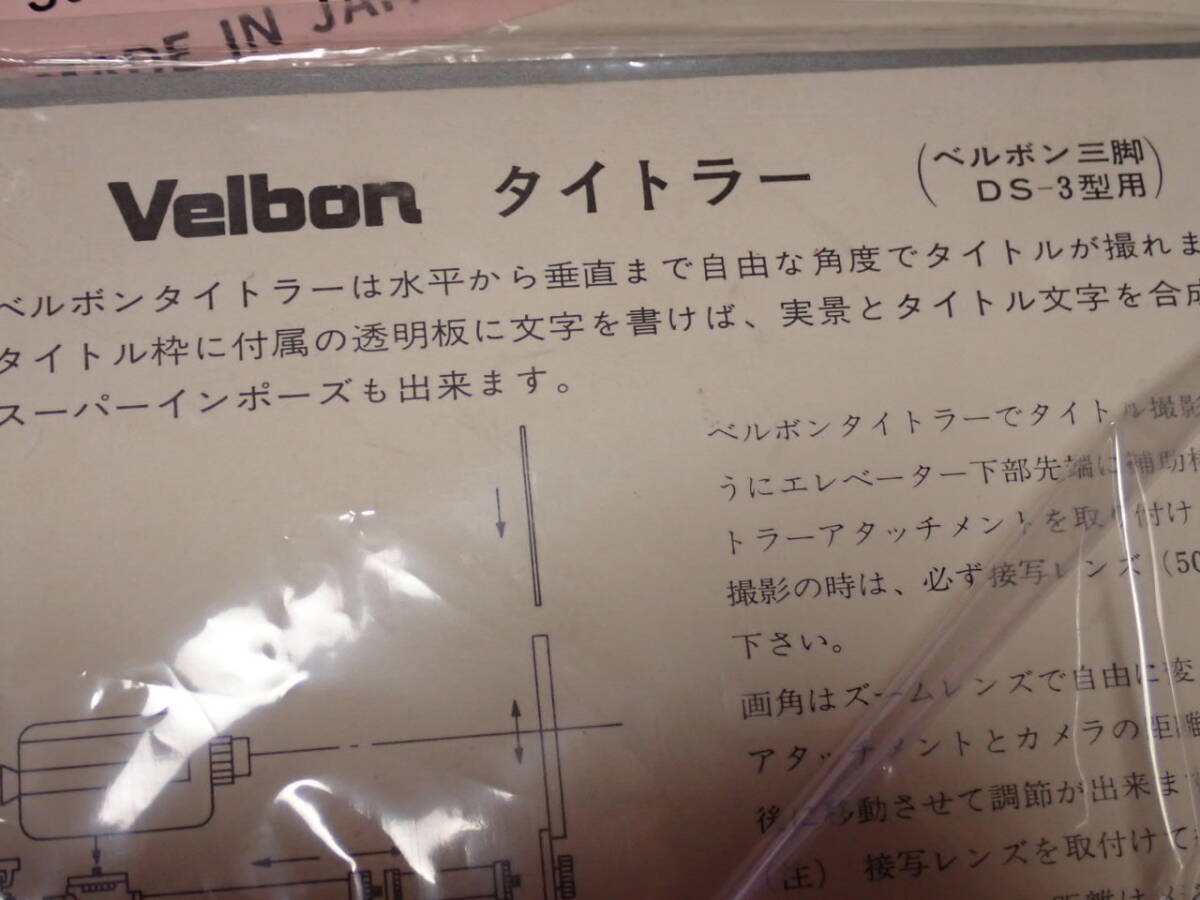 MADE IN JA
Velbon タイトラー (ベルボン三脚 DS-3型用)
ベルボンタイトラーは水平から垂直まで自由な角度でタイトルが撮れま
タイトル枠に付属の透明板に文字を書けば、実景とタイトル文字を合成
スーパーインポーズも出来ます。
ベルボンタイトラーでタイトル撮影
うにエレベーター下部先端に補助
トラーアタッチメントを取り付け
撮影の時は、必ず接写レンズ(50
下さい。
画角はズームレンズで自由に変
アタッチメントとカメラの距離
後に移動させて調節が出来ま
(注) 接写レンズを取付けて
距離は